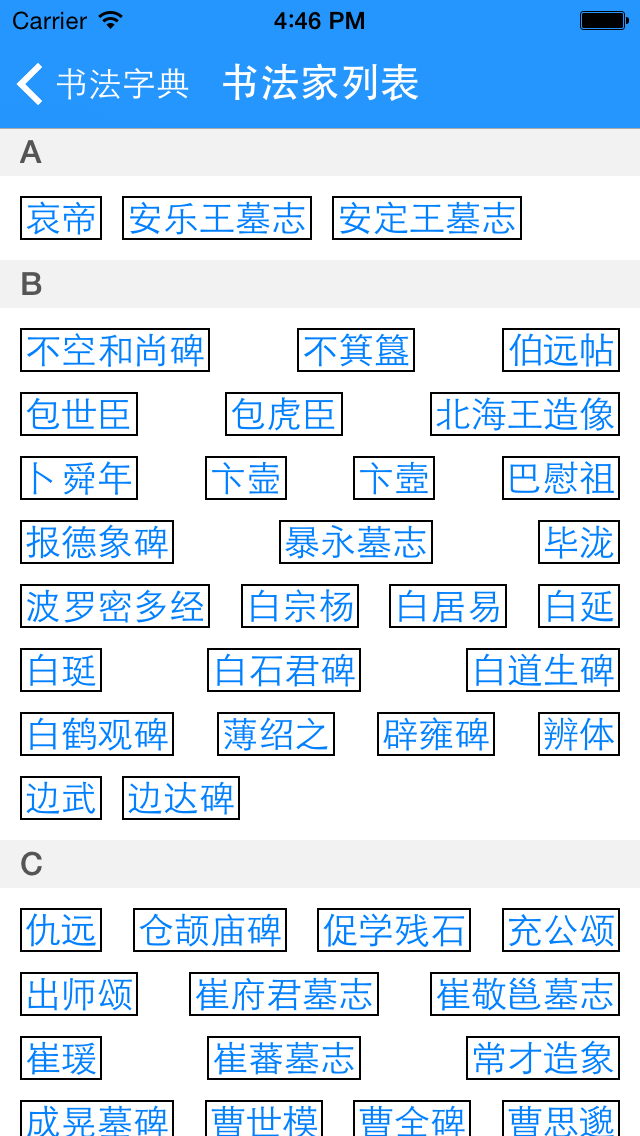 Carrier 4:46 PM
书法字典 书法家列表
A
哀帝 安乐王墓志 安定王墓志
B
不空和尚碑 不箕簋 伯远帖
包世臣 包虎臣 北海王造像
卜舜年 卞壶 卞壺 巴慰祖
报德象碑 暴永墓志 毕泷
波罗密多经 白宗杨 白居易 白延
白珽 白石君碑 白道生碑
白鹤观碑 薄绍之 辟雍碑 辨体
边武 边达碑
C
仇远 仓颉庙碑 促学残石 充公颂
出师颂 崔府君墓志 崔敬邕墓志
崔瑗 崔蕃墓志 常才造象
成晃墓碑 曹世模 曹全碑 曹思邈